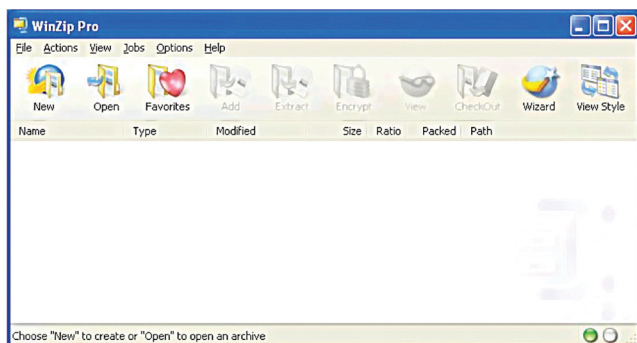 WinZip Pro
File Actions View Jobs Options Help
New Open Favorites Add Extract Encrypt View CheckOut Wizard View Style
Name Type Modified Size Ratio Packed Path
Choose "New" to create or "Open" to open an archive